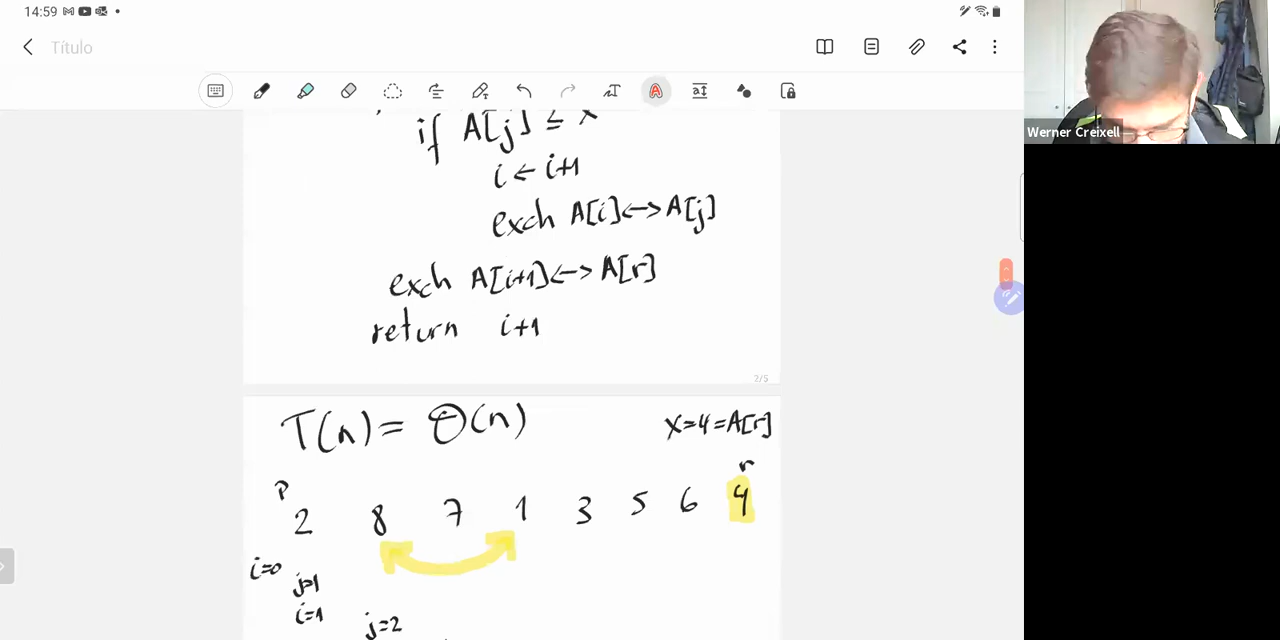 14:59
Título
Werner Creixell
if A[j] ≤ x
i ← i+1
exch A[i] ↔ A[j]
exch A[i+1] ↔ A[r]
return i+1
2/5
T(n) = Θ(n) x=4=A[r]
p r
2 8 7 1 3 5 6 4
i=0
j=1
i=1
j=2